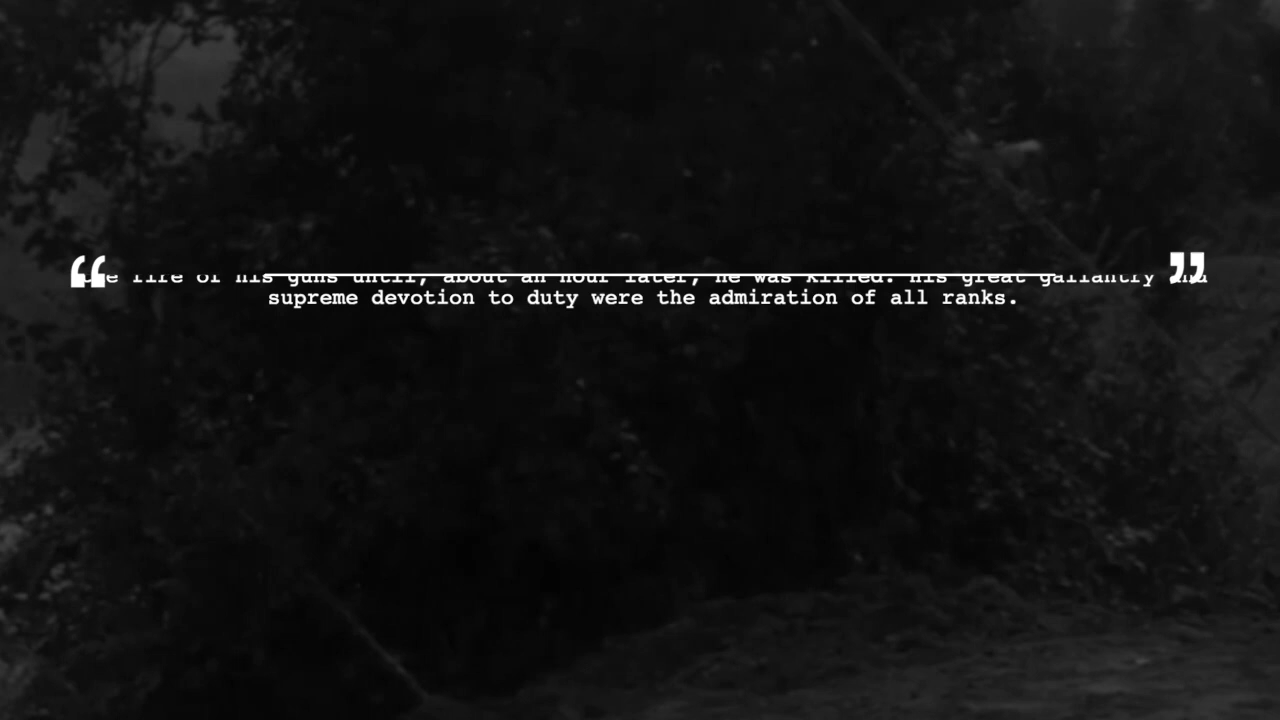 “ fire of his guns until, about an hour later, he was killed. His great gallantry and ”
supreme devotion to duty were the admiration of all ranks.